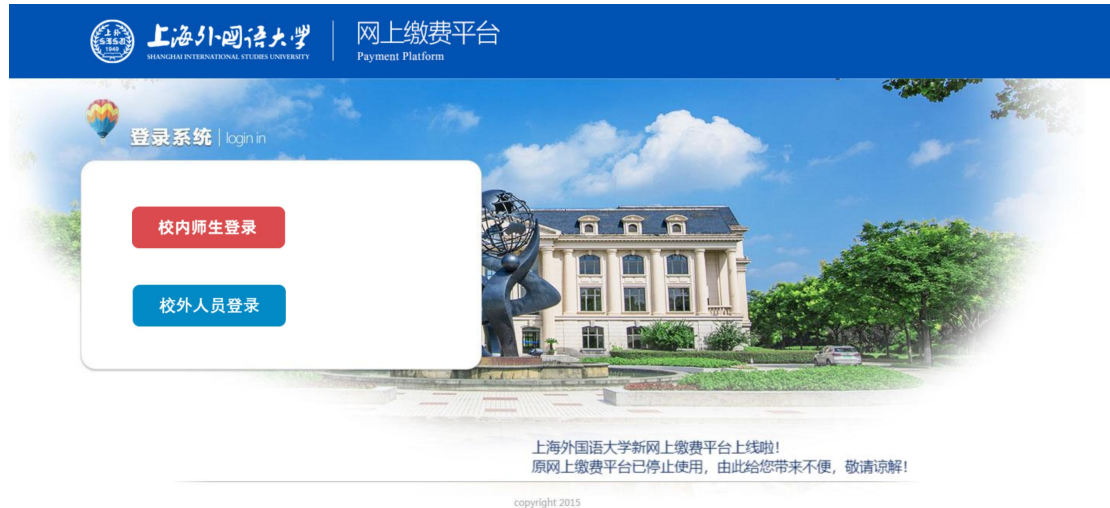 上外
SISU
1949
上海外国语大学
SHANGHAI INTERNATIONAL STUDIES UNIVERSITY
网上缴费平台
Payment Platform
登录系统 | login in
校内师生登录
校外人员登录
上海外国语大学新网上缴费平台上线啦!
原网上缴费平台已停止使用，由此给您带来不便，敬请谅解!
copyright 2015